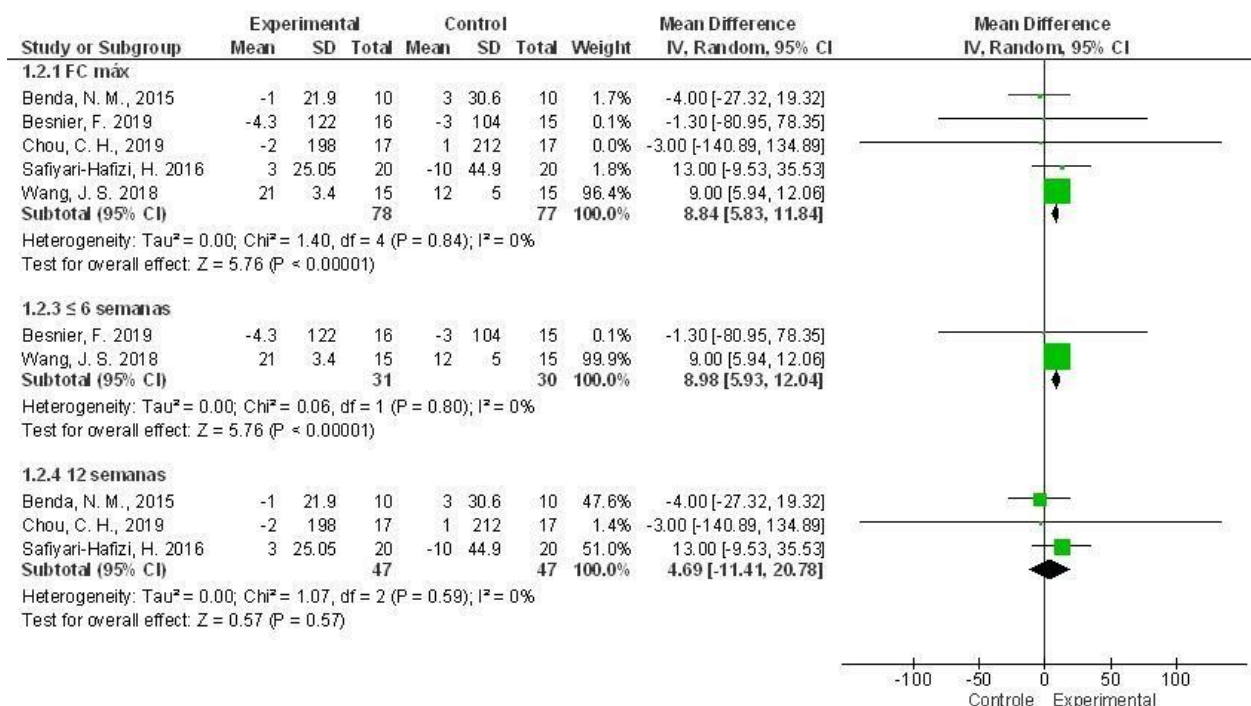 Experimental Control Mean Difference Mean Difference
Study or Subgroup Mean SD Total Mean SD Total Weight IV, Random, 95% CI IV, Random, 95% CI
1.2.1 FC máx
Benda, N. M., 2015 -1 21.9 10 3 30.6 10 1.7% -4.00 [-27.32, 19.32]
Besnier, F. 2019 -4.3 122 16 -3 104 15 0.1% -1.30 [-80.95, 78.35]
Chou, C. H., 2019 -2 198 17 1 212 17 0.0% -3.00 [-140.89, 134.89]
Safiyari-Hafizi, H. 2016 3 25.05 20 -10 44.9 20 1.8% 13.00 [-9.53, 35.53]
Wang, J. S. 2018 21 3.4 15 12 5 15 96.4% 9.00 [5.94, 12.06]
Subtotal (95% CI) 78 77 100.0% 8.84 [5.83, 11.84]
Heterogeneity: Tau² = 0.00; Chi² = 1.40, df = 4 (P = 0.84); I² = 0%
Test for overall effect: Z = 5.76 (P < 0.00001)
1.2.3 ≤ 6 semanas
Besnier, F. 2019 -4.3 122 16 -3 104 15 0.1% -1.30 [-80.95, 78.35]
Wang, J. S. 2018 21 3.4 15 12 5 15 99.9% 9.00 [5.94, 12.06]
Subtotal (95% CI) 31 30 100.0% 8.98 [5.93, 12.04]
Heterogeneity: Tau² = 0.00; Chi² = 0.06, df = 1 (P = 0.80); I² = 0%
Test for overall effect: Z = 5.76 (P < 0.00001)
1.2.4 12 semanas
Benda, N. M., 2015 -1 21.9 10 3 30.6 10 47.6% -4.00 [-27.32, 19.32]
Chou, C. H., 2019 -2 198 17 1 212 17 1.4% -3.00 [-140.89, 134.89]
Safiyari-Hafizi, H. 2016 3 25.05 20 -10 44.9 20 51.0% 13.00 [-9.53, 35.53]
Subtotal (95% CI) 47 47 100.0% 4.69 [-11.41, 20.78]
Heterogeneity: Tau² = 0.00; Chi² = 1.07, df = 2 (P = 0.59); I² = 0%
Test for overall effect: Z = 0.57 (P = 0.57)
-100 -50 0 50 100
Controle Experimental